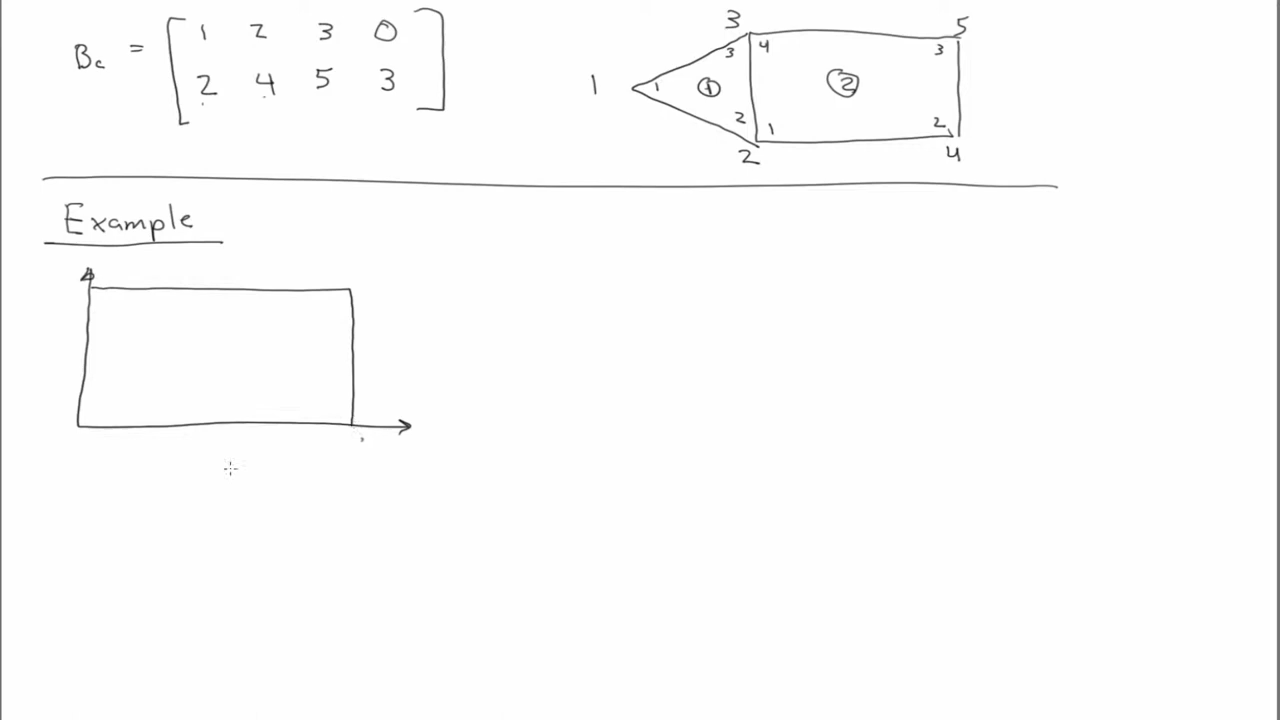 Bc = [ 1 2 3 0
2 4 5 3 ]
3 5
3 4 3
1 1 1 2
2 1 2
2 4
Example